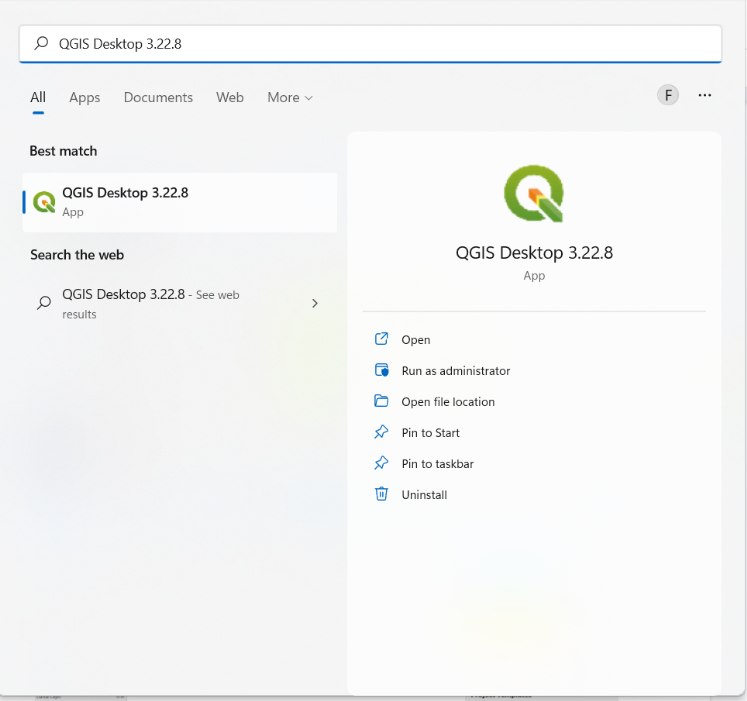 QGIS Desktop 3.22.8
All Apps Documents Web More
F
Best match
QGIS Desktop 3.22.8
App
Search the web
QGIS Desktop 3.22.8 - See web
results
QGIS Desktop 3.22.8
App
Open
Run as administrator
Open file location
Pin to Start
Pin to taskbar
Uninstall